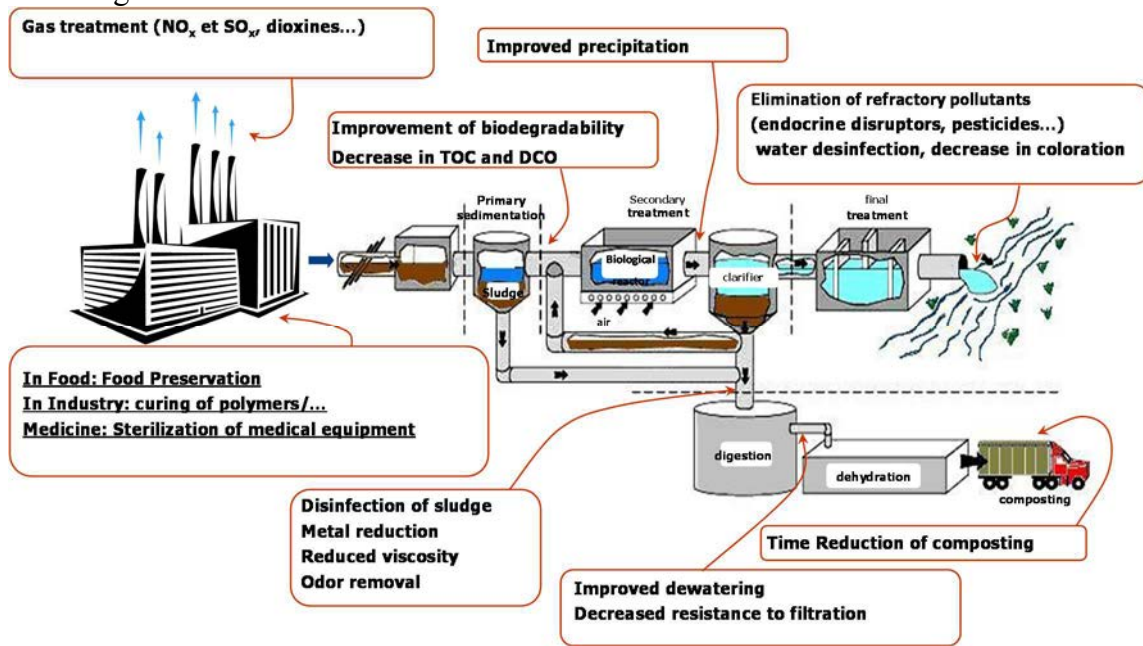 Gas treatment (NOx et SOx, dioxines...)
Improved precipitation
Elimination of refractory pollutants
(endocrine disruptors, pesticides...)
water desinfection, decrease in coloration
Improvement of biodegradability
Decrease in TOC and DCO
Primary
sedimentation
Secondary
treatment
final
treatment
Biological
reactor
clarifier
Sludge
air
In Food: Food Preservation
In Industry: curing of polymers/...
Medicine: Sterilization of medical equipment
digestion
dehydration
composting
Disinfection of sludge
Metal reduction
Reduced viscosity
Odor removal
Time Reduction of composting
Improved dewatering
Decreased resistance to filtration